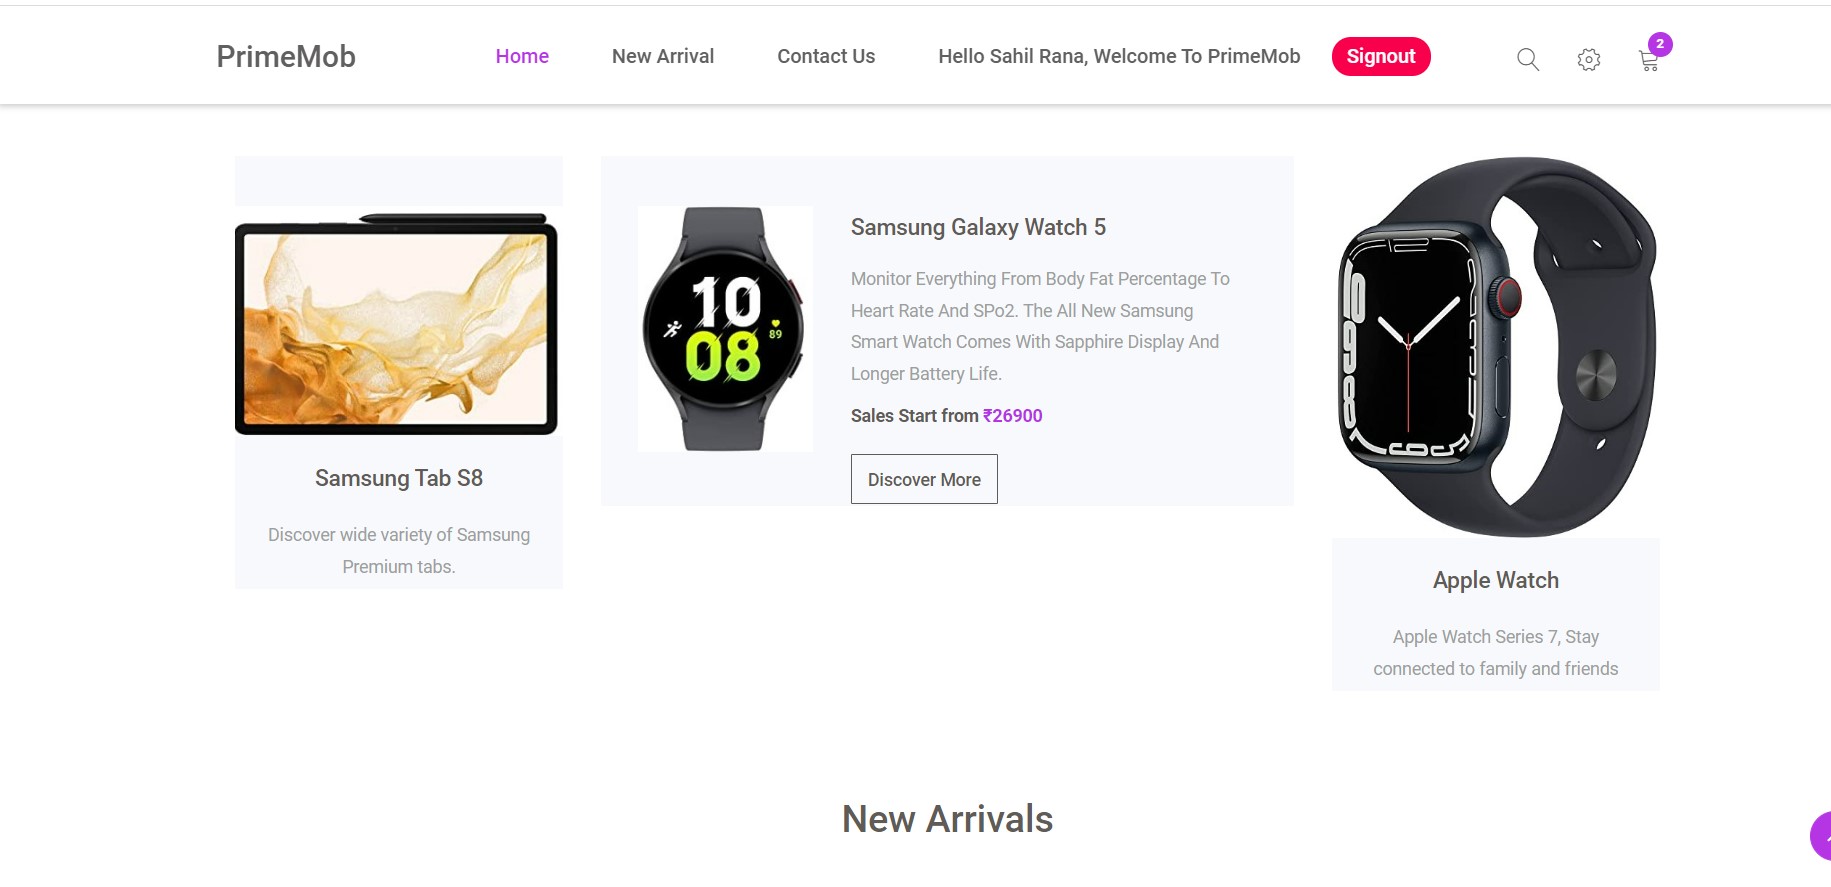 PrimeMob
Home
New Arrival
Contact Us
Hello Sahil Rana, Welcome To PrimeMob
Signout
2
Samsung Tab S8
Discover wide variety of Samsung
Premium tabs.
10
08
89
Samsung Galaxy Watch 5
Monitor Everything From Body Fat Percentage To
Heart Rate And SPo2. The All New Samsung
Smart Watch Comes With Sapphire Display And
Longer Battery Life.
Sales Start from ₹26900
Discover More
Apple Watch
Apple Watch Series 7, Stay
connected to family and friends
New Arrivals